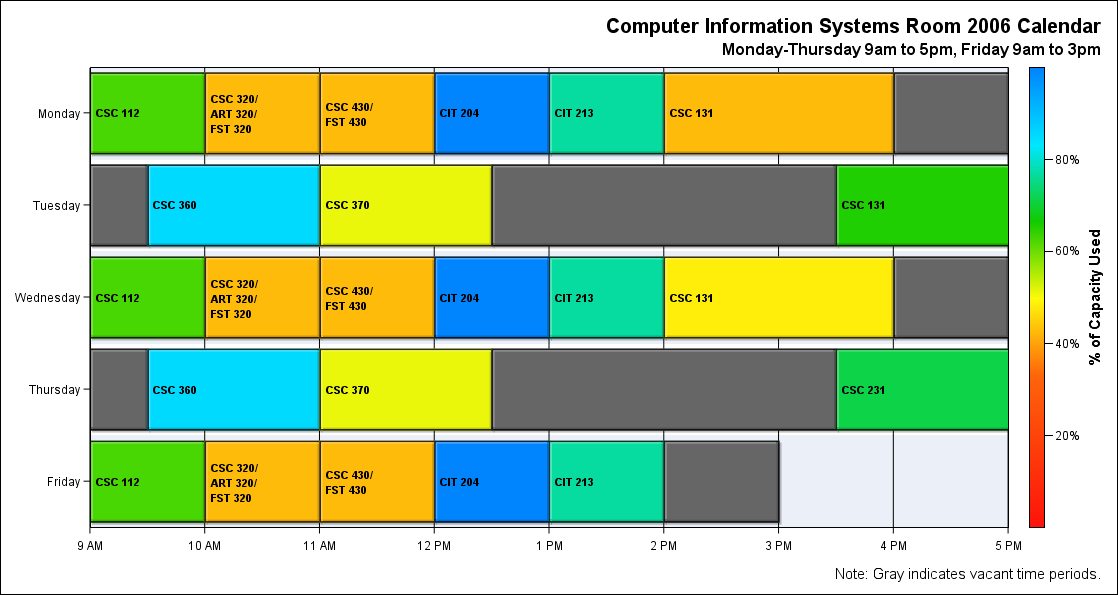 Computer Information Systems Room 2006 Calendar
Monday-Thursday 9am to 5pm, Friday 9am to 3pm
Monday
CSC 112
CSC 320/
ART 320/
FST 320
CSC 430/
FST 430
CIT 204
CIT 213
CSC 131
Tuesday
CSC 360
CSC 370
CSC 131
Wednesday
CSC 112
CSC 320/
ART 320/
FST 320
CSC 430/
FST 430
CIT 204
CIT 213
CSC 131
Thursday
CSC 360
CSC 370
CSC 231
Friday
CSC 112
CSC 320/
ART 320/
FST 320
CSC 430/
FST 430
CIT 204
CIT 213
9 AM
10 AM
11 AM
12 PM
1 PM
2 PM
3 PM
4 PM
5 PM
80%
60%
40%
20%
% of Capacity Used
Note: Gray indicates vacant time periods.